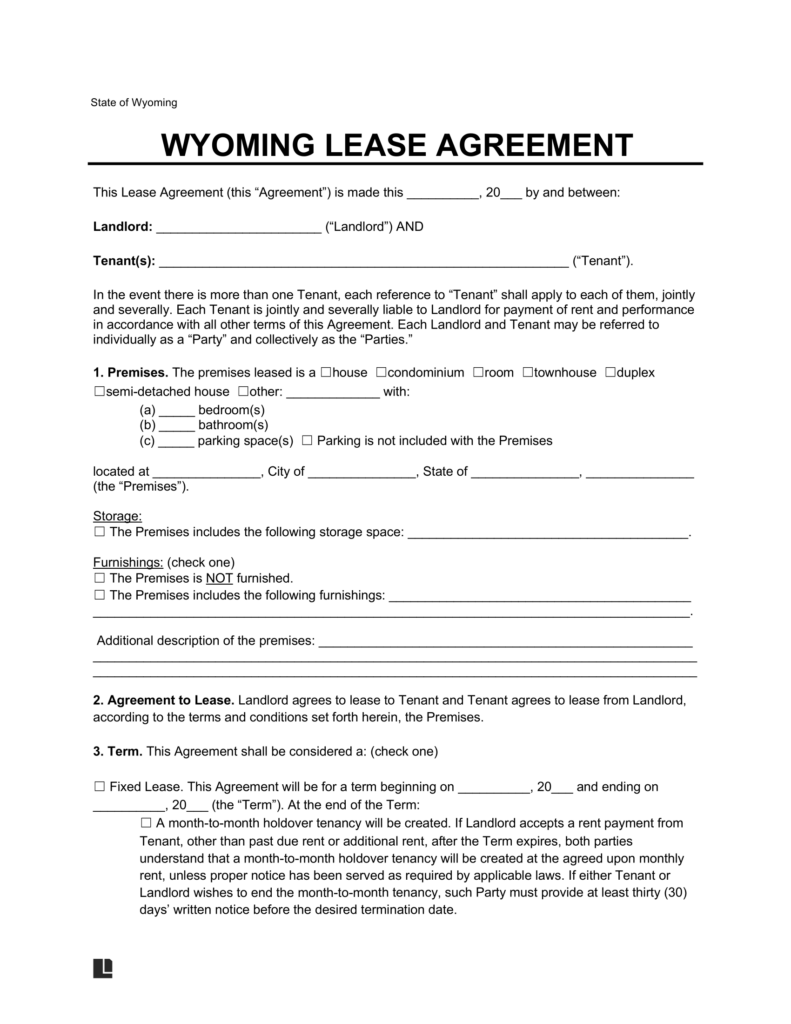 State of Wyoming
WYOMING LEASE AGREEMENT
This Lease Agreement (this “Agreement”) is made this __________, 20___ by and between:
Landlord: _______________________ (“Landlord”) AND
Tenant(s): _________________________________________________________ (“Tenant”).
In the event there is more than one Tenant, each reference to “Tenant” shall apply to each of them, jointly
and severally. Each Tenant is jointly and severally liable to Landlord for payment of rent and performance
in accordance with all other terms of this Agreement. Each Landlord and Tenant may be referred to
individually as a “Party” and collectively as the “Parties.”
1. Premises. The premises leased is a ☐house ☐condominium ☐room ☐townhouse ☐duplex
☐semi-detached house ☐other: _____________ with:
(a) _____ bedroom(s)
(b) _____ bathroom(s)
(c) _____ parking space(s) ☐ Parking is not included with the Premises
located at _______________, City of _______________, State of _______________, _______________
(the “Premises”).
Storage:
☐ The Premises includes the following storage space: _______________________________________.
Furnishings: (check one)
☐ The Premises is NOT furnished.
☐ The Premises includes the following furnishings: __________________________________________
___________________________________________________________________________________.
Additional description of the premises: ____________________________________________________
____________________________________________________________________________________
____________________________________________________________________________________
2. Agreement to Lease. Landlord agrees to lease to Tenant and Tenant agrees to lease from Landlord,
according to the terms and conditions set forth herein, the Premises.
3. Term. This Agreement shall be considered a: (check one)
☐ Fixed Lease. This Agreement will be for a term beginning on __________, 20___ and ending on
__________, 20___ (the “Term”). At the end of the Term:
☐ A month-to-month holdover tenancy will be created. If Landlord accepts a rent payment from
Tenant, other than past due rent or additional rent, after the Term expires, both parties
understand that a month-to-month holdover tenancy will be created at the agreed upon monthly
rent, unless proper notice has been served as required by applicable laws. If either Tenant or
Landlord wishes to end the month-to-month tenancy, such Party must provide at least thirty (30)
days’ written notice before the desired termination date.